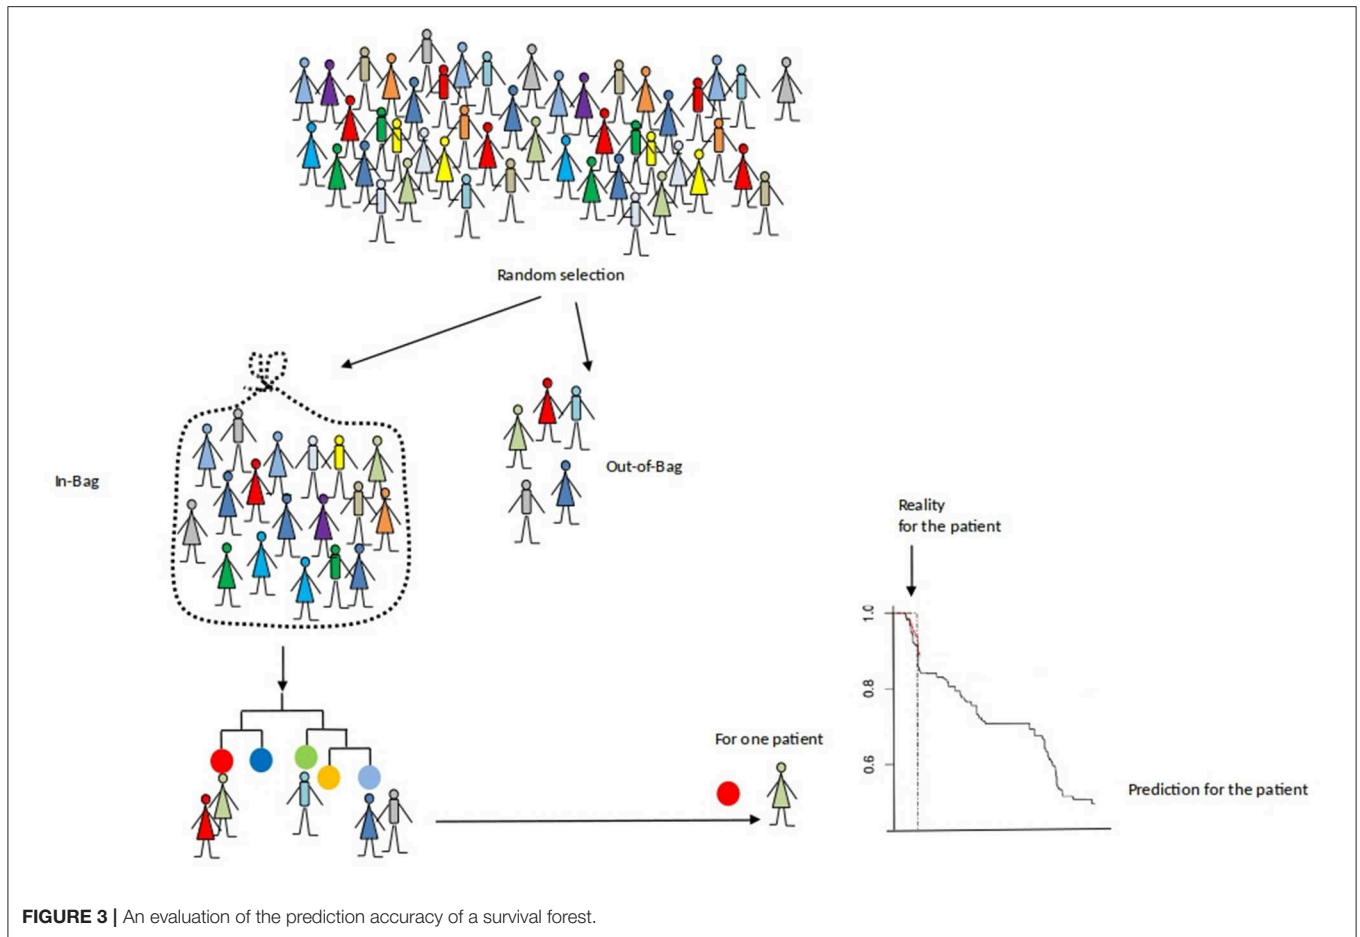 Random selection
In-Bag
Out-of-Bag
Reality
for the patient
1.0
0.8
0.6
For one patient
Prediction for the patient
FIGURE 3 | An evaluation of the prediction accuracy of a survival forest.